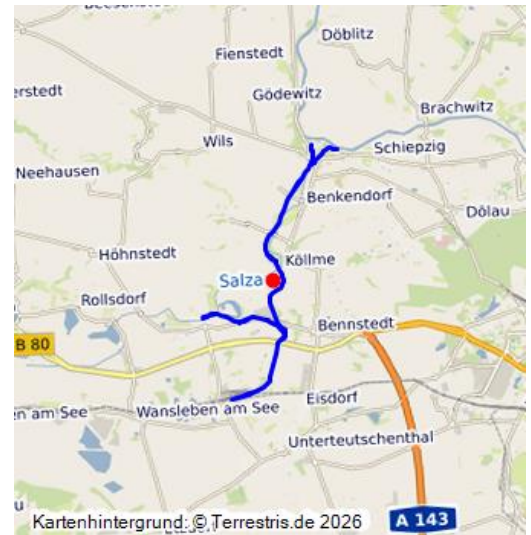 Döblitz
Fienstedt
Gödewitz
Brachwitz
Wils
Schiepzig
Neehausen
Benkendorf
Dölau
Höhnstedt
Köllme
Salza
Rollsdorf
Bennstedt
B 80
Eisdorf
Wansleben am See
en am See
Unterteutschenthal
A 143
Kartenhintergrund: © Terrestris.de 2026